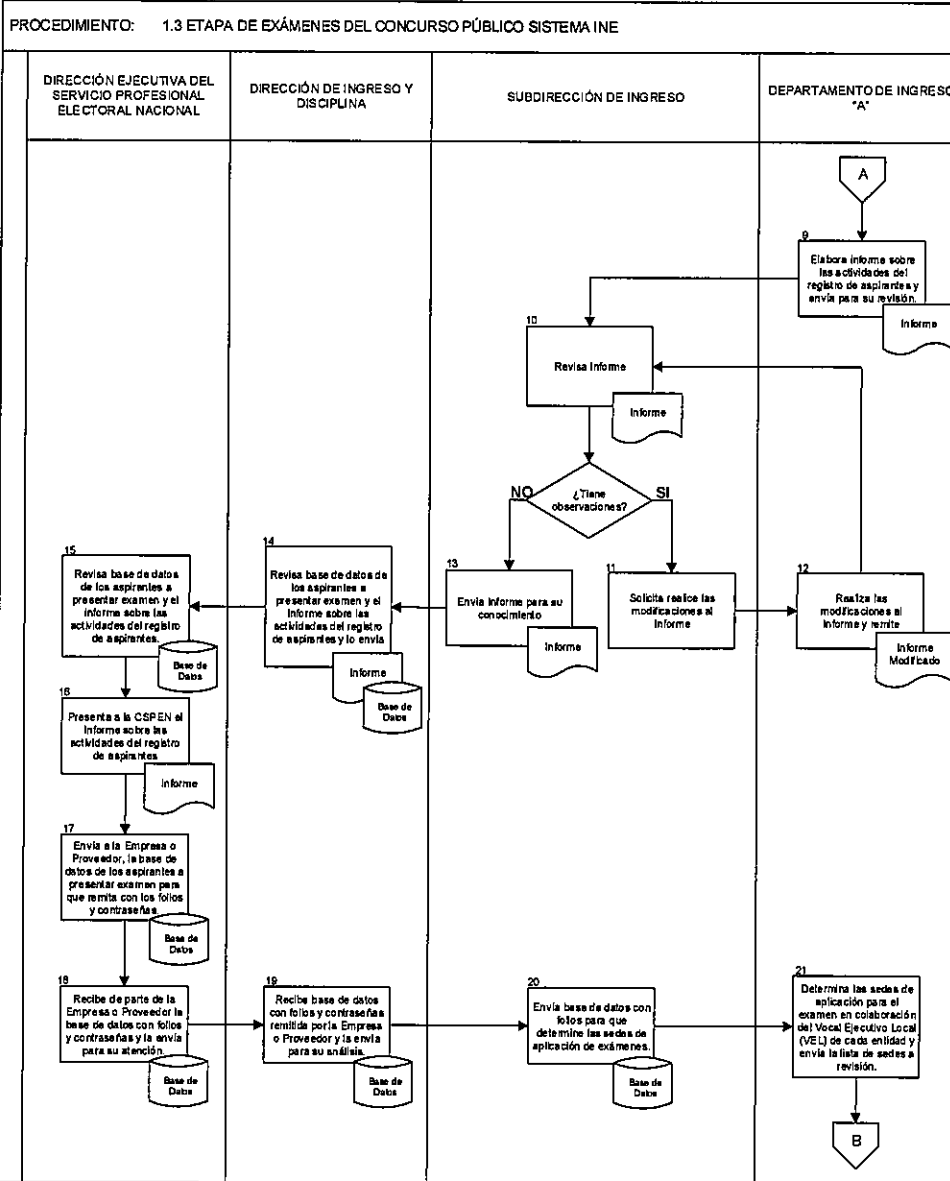 PROCEDIMIENTO: 1.3 ETAPA DE EXÁMENES DEL CONCURSO PÚBLICO SISTEMA INE
DIRECCIÓN EJECUTIVA DEL
SERVICIO PROFESIONAL
ELECTORAL NACIONAL
DIRECCIÓN DE INGRESO Y
DISCIPLINA
SUBDIRECCIÓN DE INGRESO
DEPARTAMENTO DE INGRESO
"A"
A
9
Elabora informe sobre
las actividades del
registro de aspirantes y
envía para su revisión.
Informe
10
Revisa Informe
Informe
¿Tiene
observaciones?
NO
SI
15
Revisa base de datos
de los aspirantes a
presentar examen y el
informe sobre las
actividades del registro
de aspirantes.
Base de
Datos
14
Revisa base de datos de
los aspirantes a
presentar examen y el
informe sobre las
actividades del registro
de aspirantes y lo envía
Informe
Base de
Datos
13
Envía informe para su
conocimiento
Informe
11
Solicita realice las
modificaciones al
Informe
12
Realiza las
modificaciones al
Informe y remite
Informe
Modificado
16
Presenta a la CSPEN el
Informe sobre las
actividades del registro
de aspirantes
Informe
17
Envía a la Empresa o
Proveedor, la base de
datos de los aspirantes a
presentar examen para
que remita con los folios
y contraseñas
Base de
Datos
18
Recibe de parte de la
Empresa o Proveedor la
base de datos con folios
y contraseñas y la envía
para su atención.
Base de
Datos
19
Recibe base de datos
con folios y contraseñas
remitida por la Empresa
o Proveedor y la envía
para su análisis.
Base de
Datos
20
Envía base de datos con
folios para que
determine las sedes de
aplicación de exámenes.
Base de
Datos
21
Determina las sedes de
aplicación para el
examen en colaboración
del Vocal Ejecutivo Local
(VEL) de cada entidad y
envía la lista de sedes a
revisión.
B